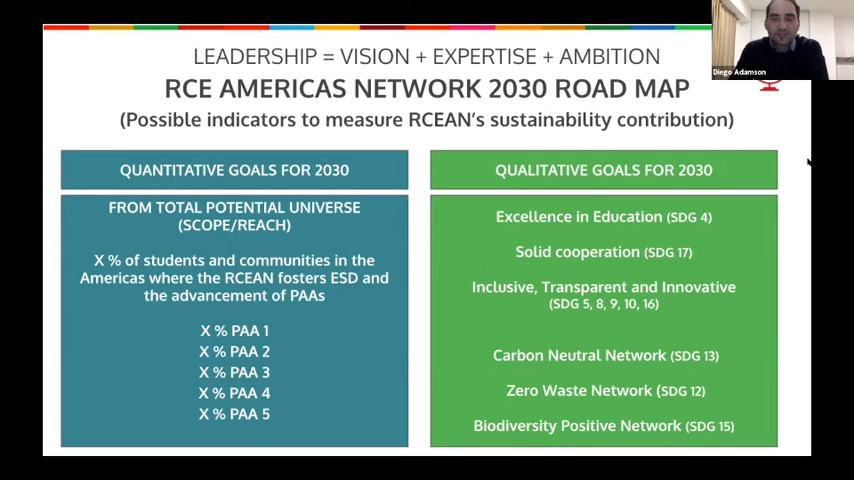 Diego Adamson
LEADERSHIP = VISION + EXPERTISE + AMBITION
RCE AMERICAS NETWORK 2030 ROAD MAP
(Possible indicators to measure RCEAN's sustainability contribution)
QUANTITATIVE GOALS FOR 2030
FROM TOTAL POTENTIAL UNIVERSE
(SCOPE/REACH)
X % of students and communities in the
Americas where the RCEAN fosters ESD and
the advancement of PAAs
X % PAA 1
X % PAA 2
X % PAA 3
X % PAA 4
X % PAA 5
QUALITATIVE GOALS FOR 2030
Excellence in Education (SDG 4)
Solid cooperation (SDG 17)
Inclusive, Transparent and Innovative
(SDG 5, 8, 9, 10, 16)
Carbon Neutral Network (SDG 13)
Zero Waste Network (SDG 12)
Biodiversity Positive Network (SDG 15)